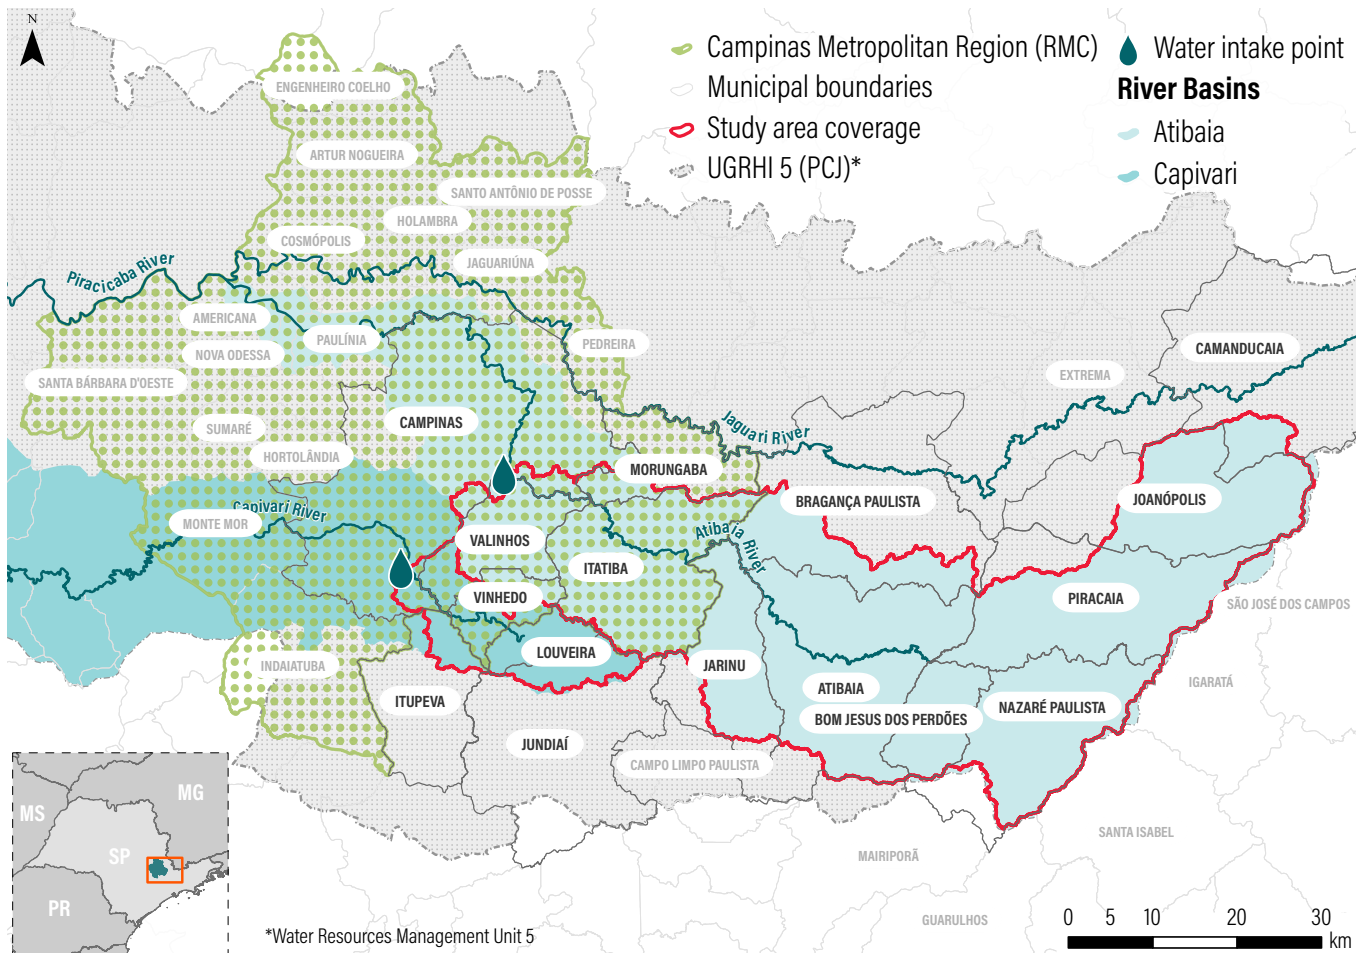 N
Campinas Metropolitan Region (RMC)
Municipal boundaries
Study area coverage
UGRHI 5 (PCJ)*
Water intake point
River Basins
Atibaia
Capivari
ENGENHEIRO COELHO
ARTUR NOGUEIRA
SANTO ANTÔNIO DE POSSE
HOLAMBRA
COSMÓPOLIS
JAGUARIÚNA
Piracicaba River
AMERICANA
PAULÍNIA
PEDREIRA
NOVA ODESSA
SANTA BÁRBARA D'OESTE
CAMANDUCAIA
EXTREMA
CAMPINAS
SUMARÉ
Jaguari River
HORTOLÂNDIA
MORUNGABA
BRAGANÇA PAULISTA
JOANÓPOLIS
Capivari River
MONTE MOR
VALINHOS
Atibaia River
ITATIBA
VINHEDO
PIRACAIA
SÃO JOSÉ DOS CAMPOS
LOUVEIRA
INDAIATUBA
JARINU
IGARATÁ
ITUPEVA
ATIBAIA
NAZARÉ PAULISTA
BOM JESUS DOS PERDÕES
JUNDIAÍ
CAMPO LIMPO PAULISTA
SANTA ISABEL
MAIRIPORÃ
GUARULHOS
MS
MG
SP
PR
*Water Resources Management Unit 5
0 5 10 20 30
km